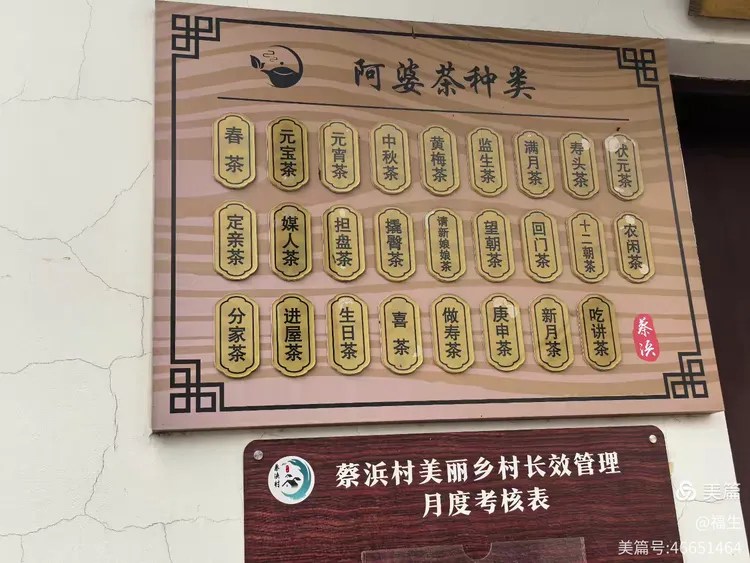 阿婆茶种类
春茶 元宝茶 元宵茶 中秋茶 黄梅茶 监生茶 满月茶 寿头茶 状元茶
定亲茶 媒人茶 担盘茶 撬臀茶 请新娘娘茶 望朝茶 回门茶 十二朝茶 农闲茶
分家茶 进屋茶 生日茶 喜茶 做寿茶 庚申茶 新月茶 吃讲茶
蔡浜
蔡浜村
蔡浜村美丽乡村长效管理
月度考核表
美篇
@福生
美篇号:46651464